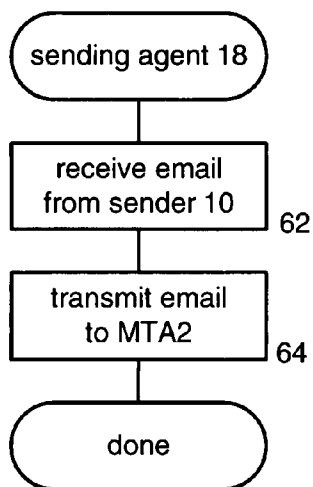 sending agent 18
receive email
from sender 10
62
transmit email
to MTA2
64
done